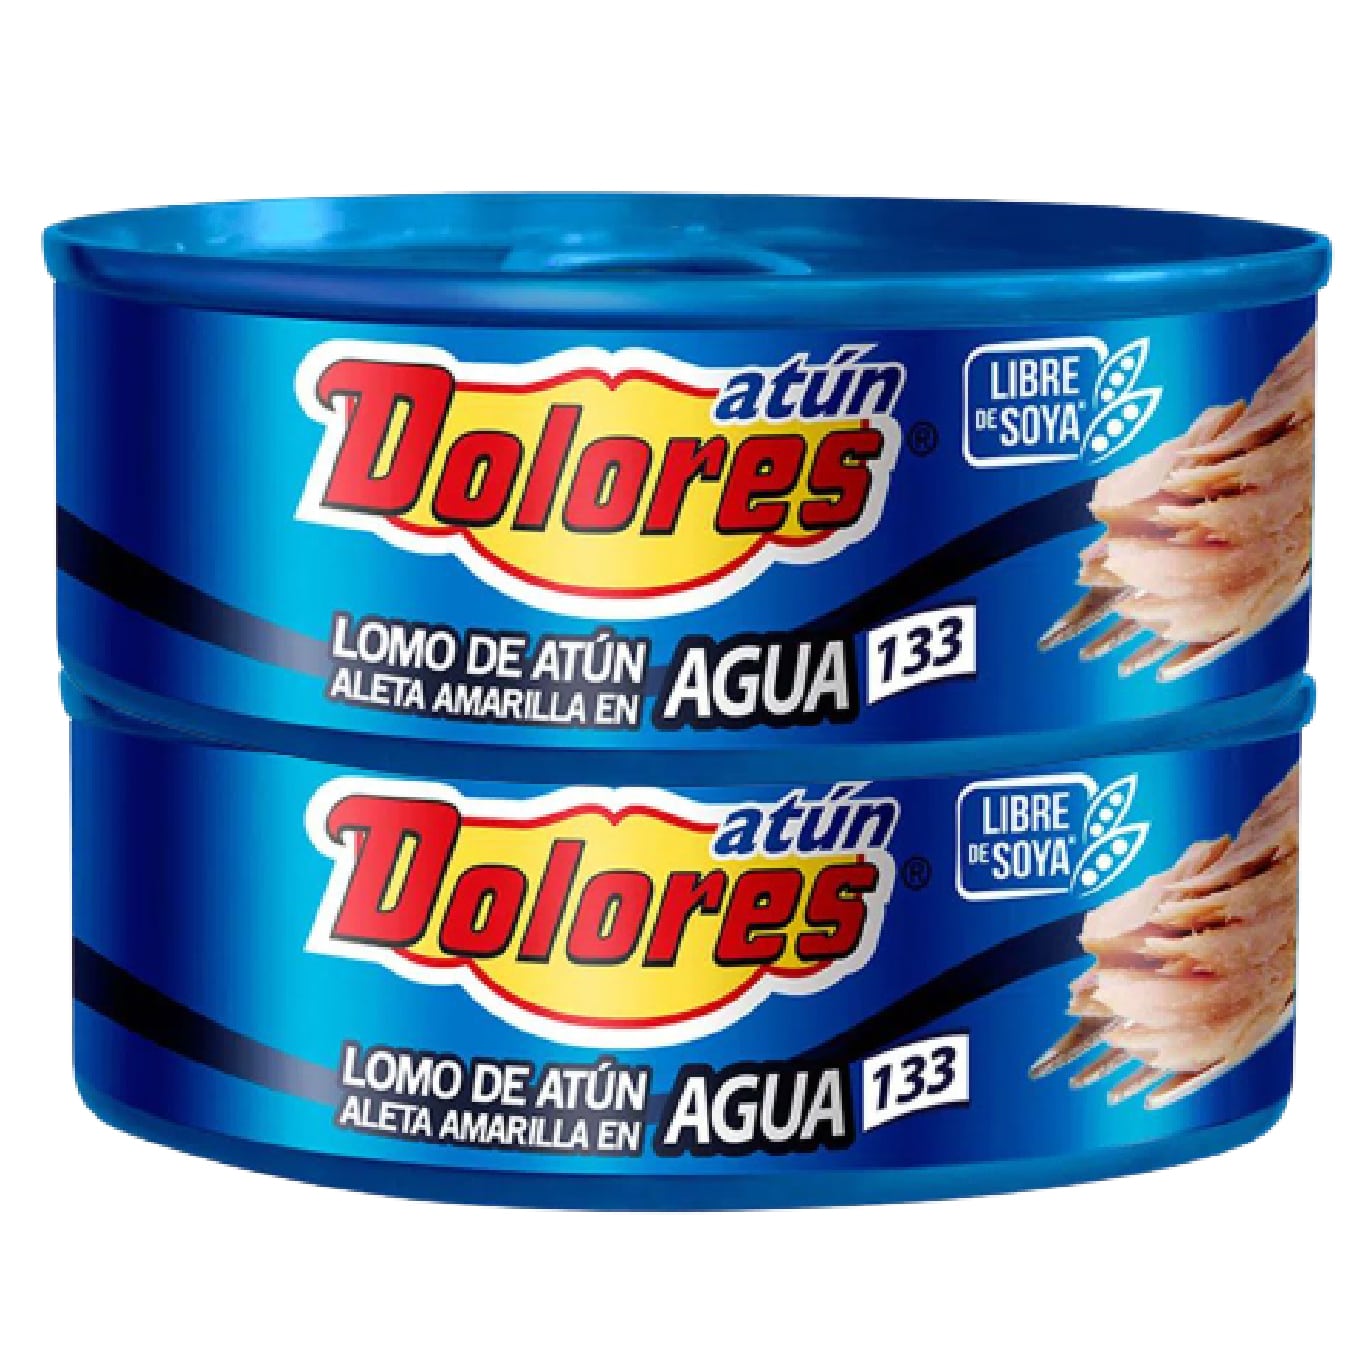 atún
Dolores®
LIBRE
DE SOYA*
LOMO DE ATÚN
ALETA AMARILLA EN AGUA 133
atún
Dolores®
LIBRE
DE SOYA*
LOMO DE ATÚN
ALETA AMARILLA EN AGUA 133